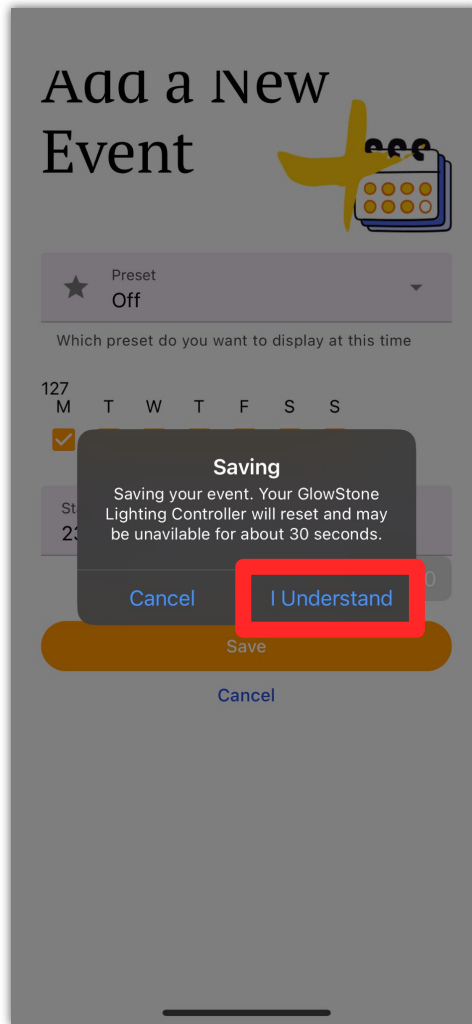 Add a New
Event
Preset
Off
Which preset do you want to display at this time
127
M T W T F S S
Saving
Saving your event. Your GlowStone
Lighting Controller will reset and may
be unavilable for about 30 seconds.
Cancel I Understand
Save
Cancel